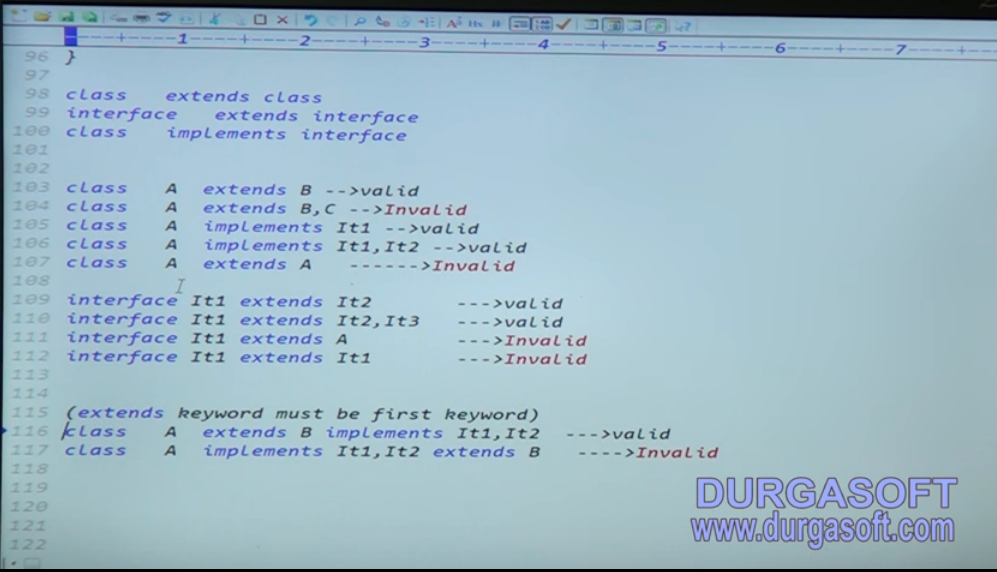 ----+----1----+----2----+----3----+----4----+----5----+----6----+----7----+--
96 }
97
98 class extends class
99 interface extends interface
100 class implements interface
101
102
103 class A extends B -->valid
104 class A extends B,C -->Invalid
105 class A implements It1 -->valid
106 class A implements It1,It2 -->valid
107 class A extends A ------>Invalid
108
109 interface It1 extends It2 --->valid
110 interface It1 extends It2,It3 --->valid
111 interface It1 extends A --->Invalid
112 interface It1 extends It1 --->Invalid
113
114
115 (extends keyword must be first keyword)
116 class A extends B implements It1,It2 --->valid
117 class A implements It1,It2 extends B ---->Invalid
118
119
120
121
122
DURGASOFT
www.durgasoft.com